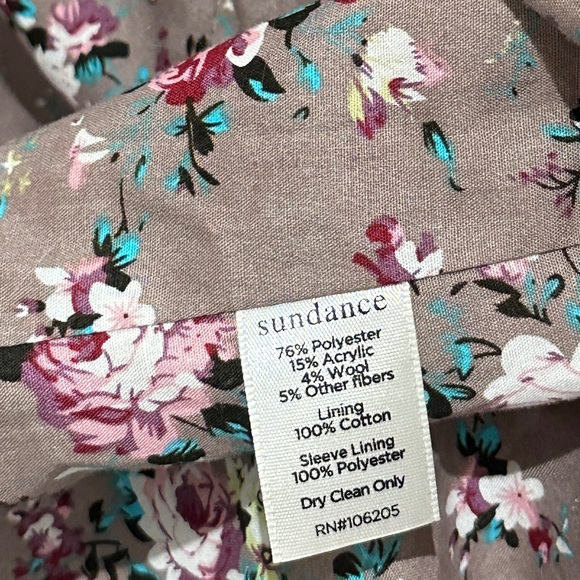 sundance
76% Polyester
15% Acrylic
4% Wool
5% Other fibers
Lining
100% Cotton
Sleeve Lining
100% Polyester
Dry Clean Only
RN#106205